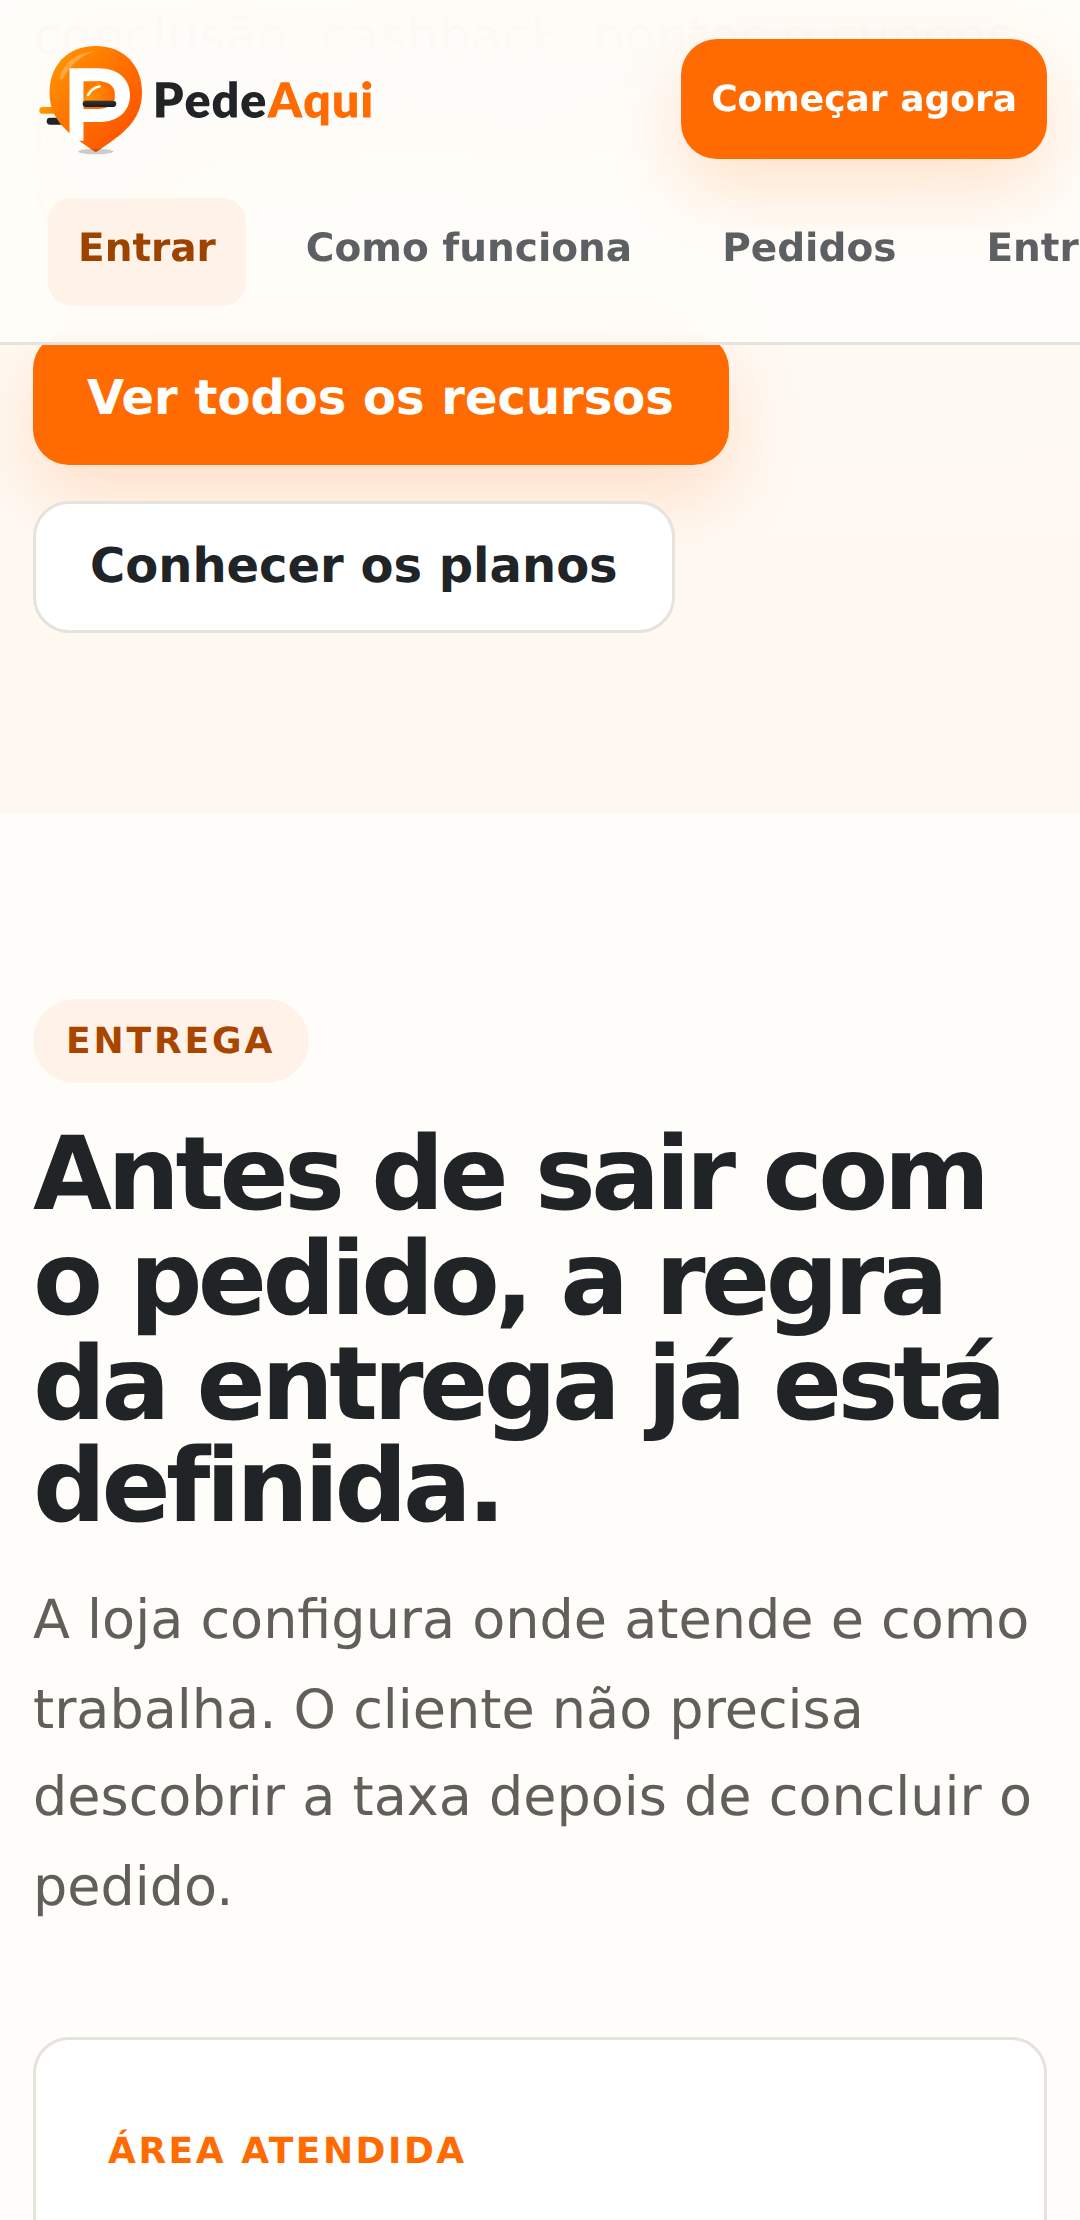 PedeAqui
Começar agora
Entrar Como funciona Pedidos Entr
Ver todos os recursos
Conhecer os planos
ENTREGA
Antes de sair com
o pedido, a regra
da entrega já está
definida.
A loja configura onde atende e como
trabalha. O cliente não precisa
descobrir a taxa depois de concluir o
pedido.
ÁREA ATENDIDA